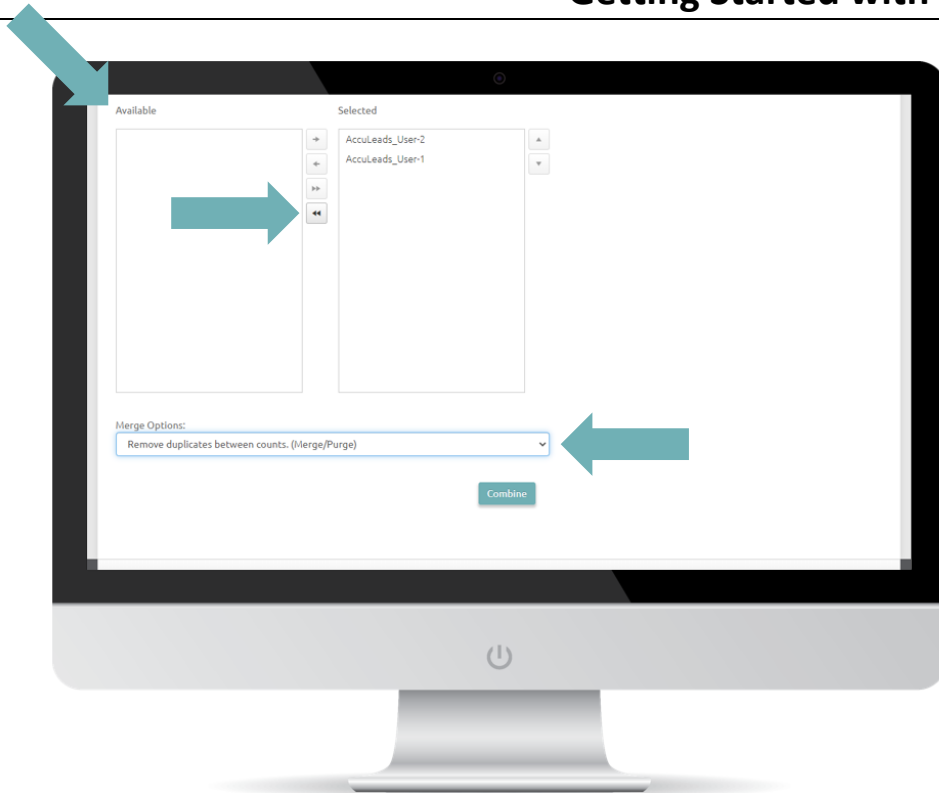 Getting Started with
Available
Selected
AccuLeads_User-2
AccuLeads_User-1
Merge Options:
Remove duplicates between counts. (Merge/Purge)
Combine